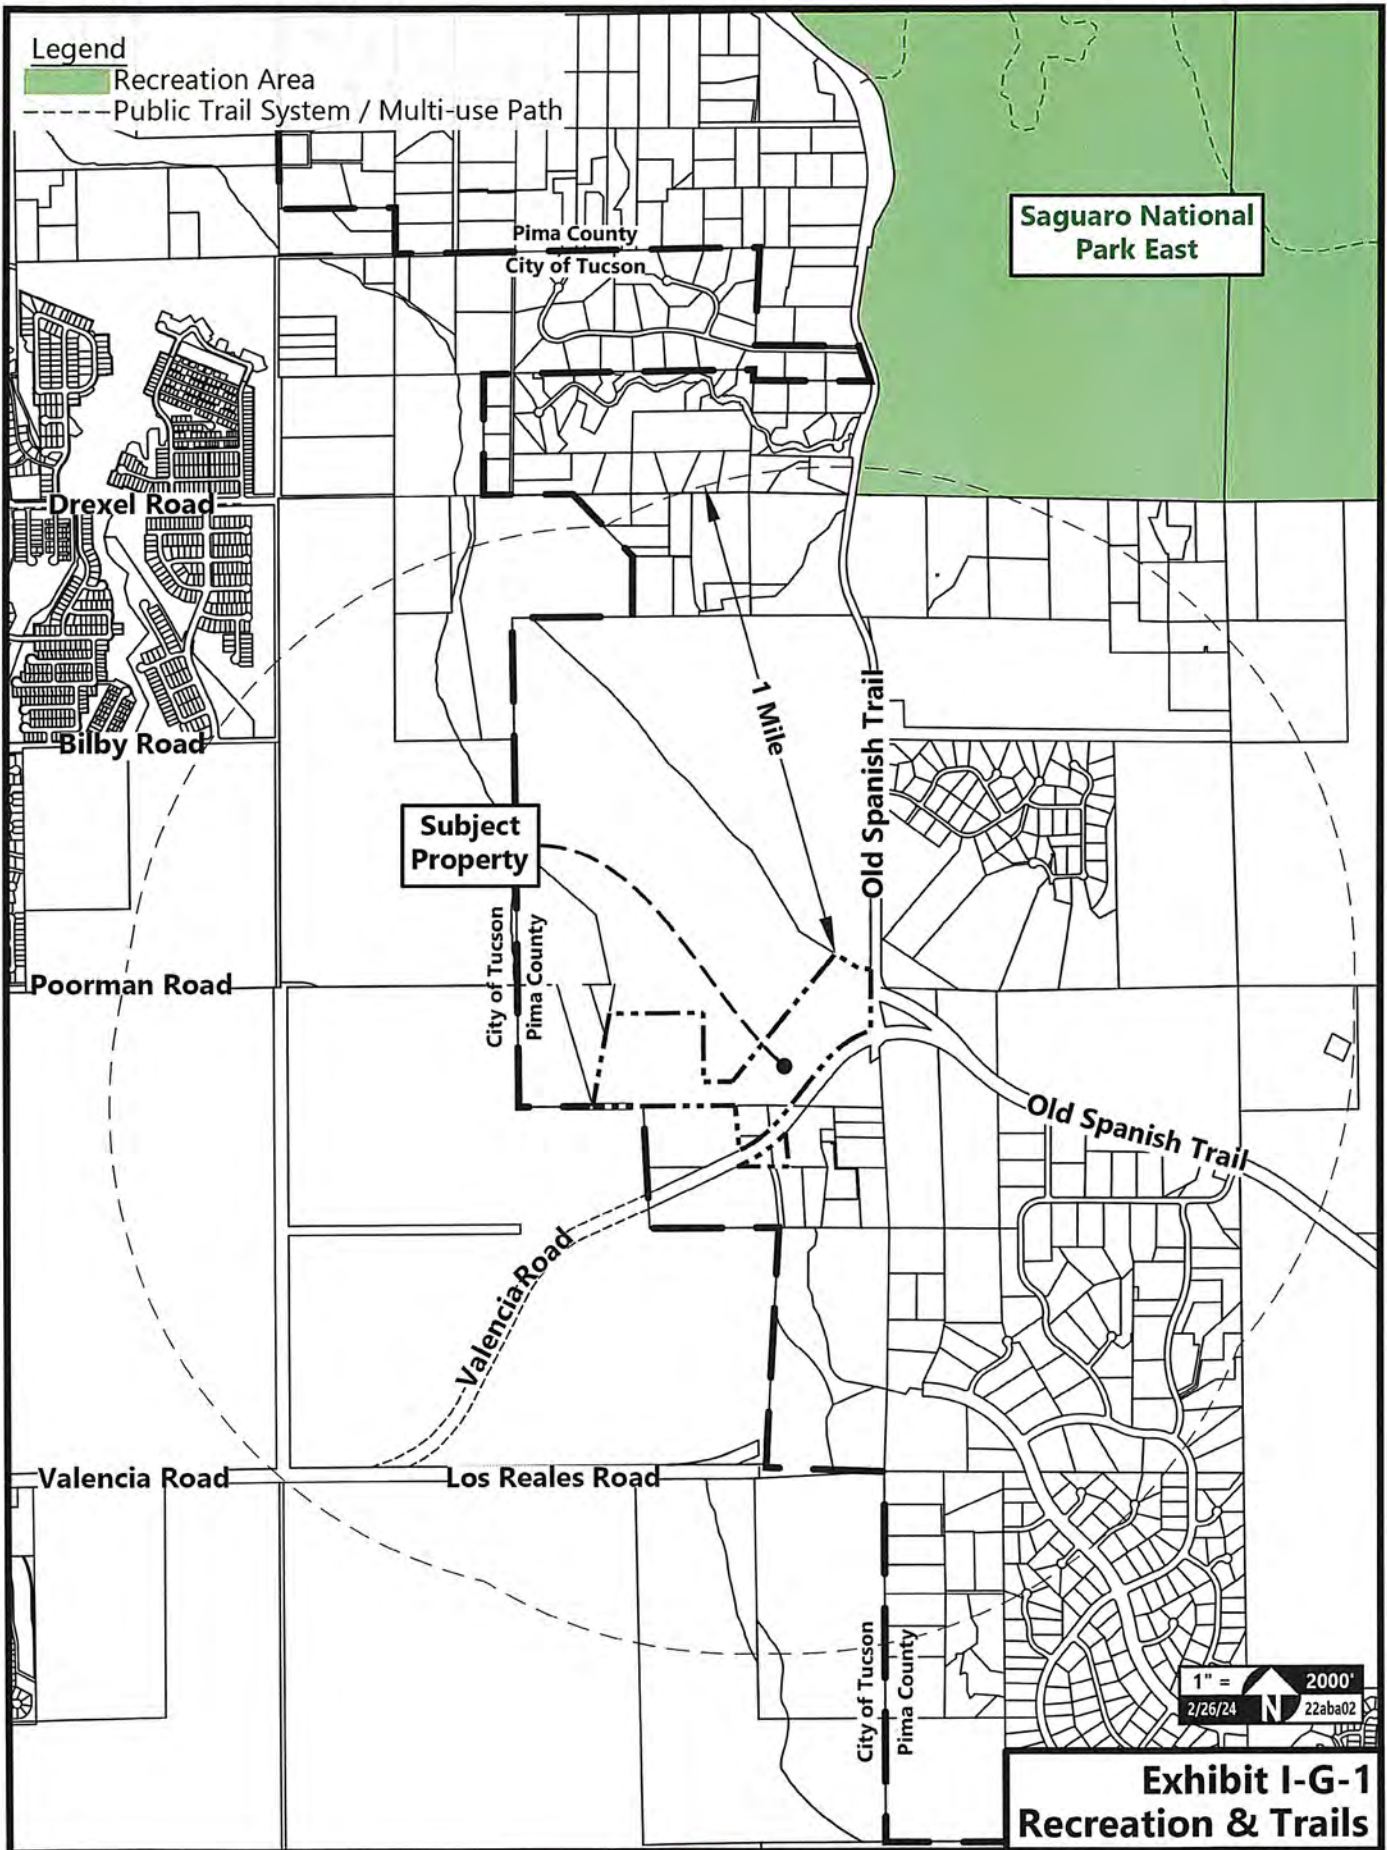 Legend
Recreation Area
Public Trail System / Multi-use Path
Saguaro National
Park East
Pima County
City of Tucson
Drexel Road
1 Mile
Old Spanish Trail
Bilby Road
Subject
Property
City of Tucson
Pima County
Poorman Road
Old Spanish Trail
Valencia Road
Valencia Road
Los Reales Road
City of Tucson
Pima County
1" = 2000'
2/26/24 N 22aba02
Exhibit I-G-1
Recreation & Trails